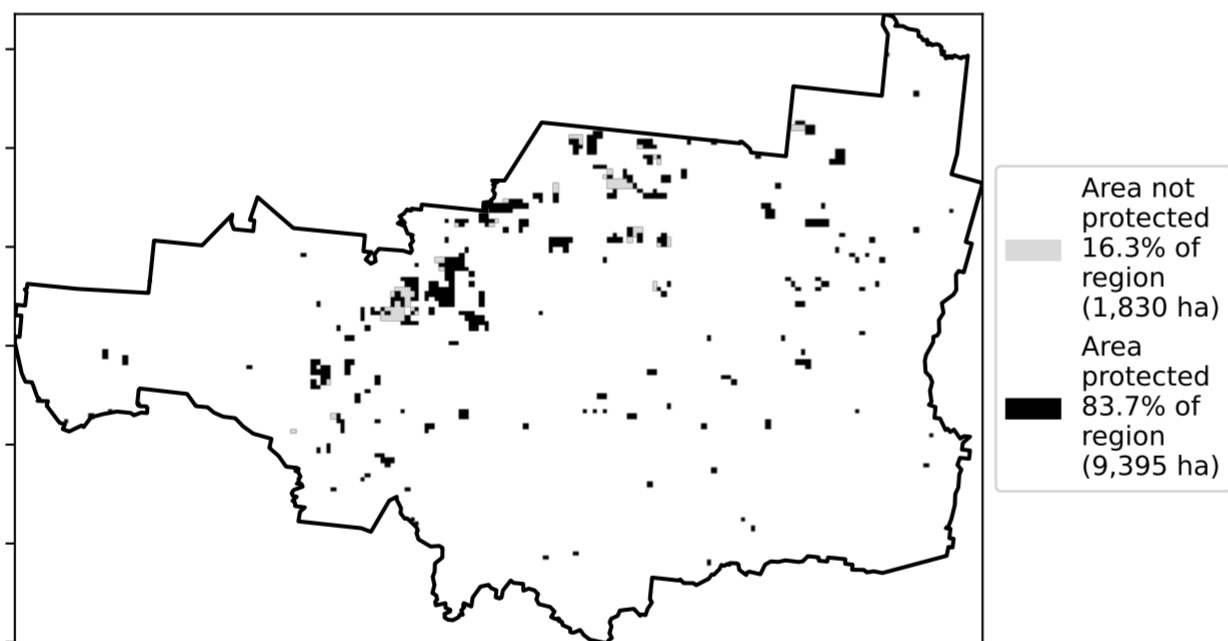 Area not
protected
16.3% of
region
(1,830 ha)
Area
protected
83.7% of
region
(9,395 ha)